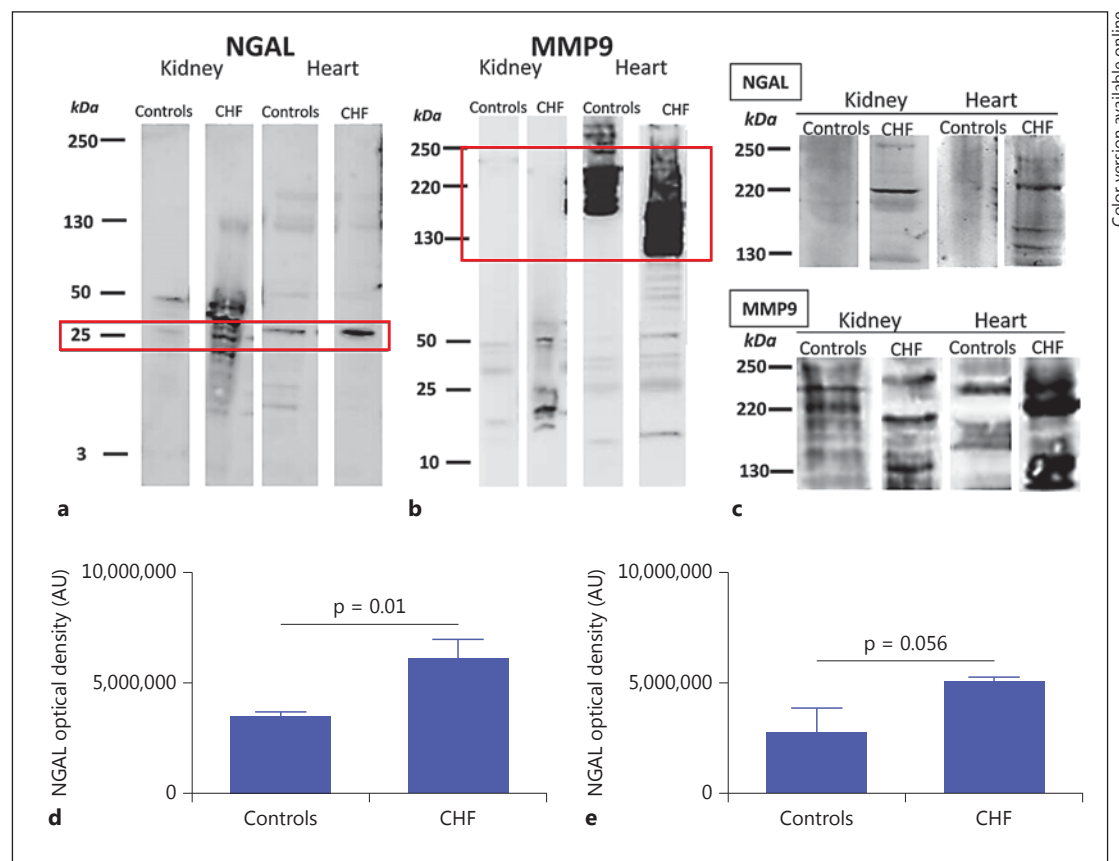 NGAL
Kidney Heart
kDa Controls CHF Controls CHF
250
130
50
25
3
a
MMP9
Kidney Heart
kDa Controls CHF Controls CHF
250
220
130
50
25
10
b
NGAL
Kidney Heart
kDa Controls CHF Controls CHF
250
220
130
MMP9
Kidney Heart
kDa Controls CHF Controls CHF
250
220
130
c
Color version available online
NGAL optical density (AU)
10,000,000
5,000,000
0
p = 0.01
Controls CHF
d
NGAL optical density (AU)
10,000,000
5,000,000
0
p = 0.056
Controls CHF
e